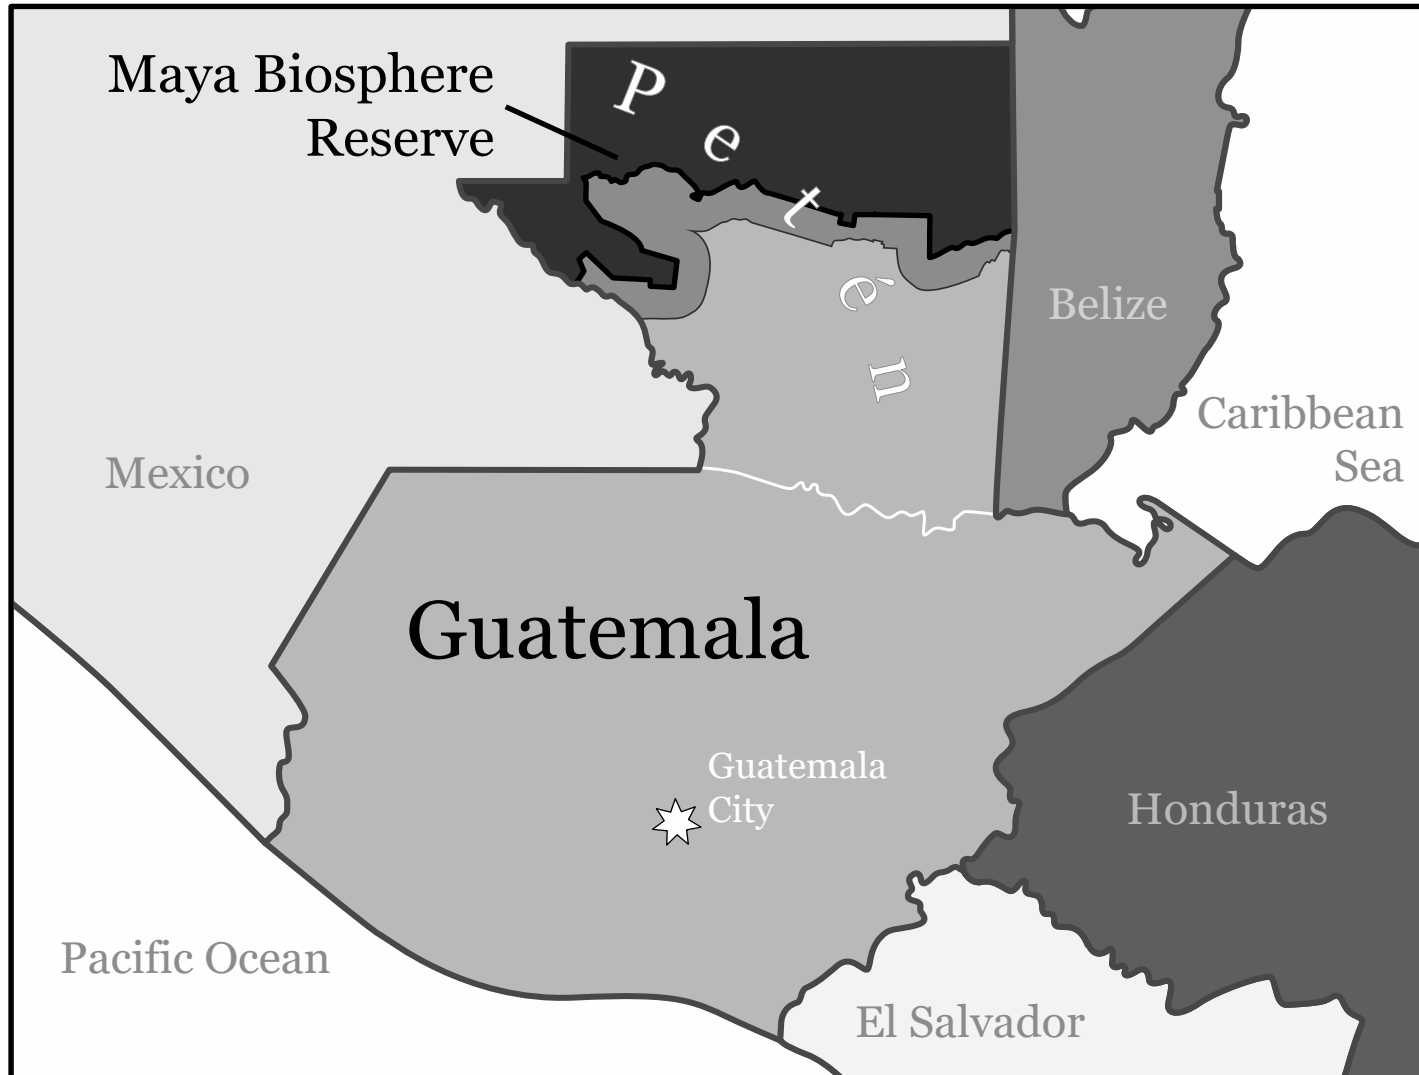 Maya Biosphere
Reserve
Petén
Belize
Caribbean
Sea
Mexico
Guatemala
Guatemala
City
Honduras
Pacific Ocean
El Salvador